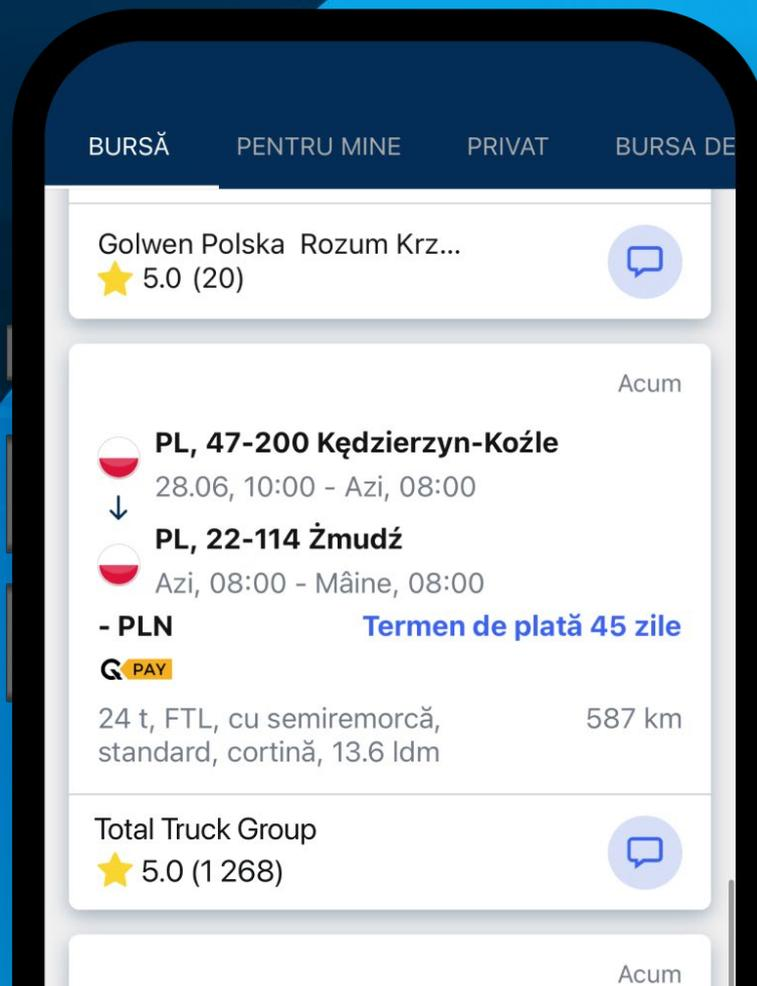 BURSĂ PENTRU MINE PRIVAT BURSA DE
Golwen Polska Rozum Krz...
5.0 (20)
Acum
PL, 47-200 Kędzierzyn-Koźle
28.06, 10:00 - Azi, 08:00
PL, 22-114 Żmudź
Azi, 08:00 - Mâine, 08:00
- PLN Termen de plată 45 zile
PAY
24 t, FTL, cu semiremorcă, 587 km
standard, cortină, 13.6 ldm
Total Truck Group
5.0 (1 268)
Acum